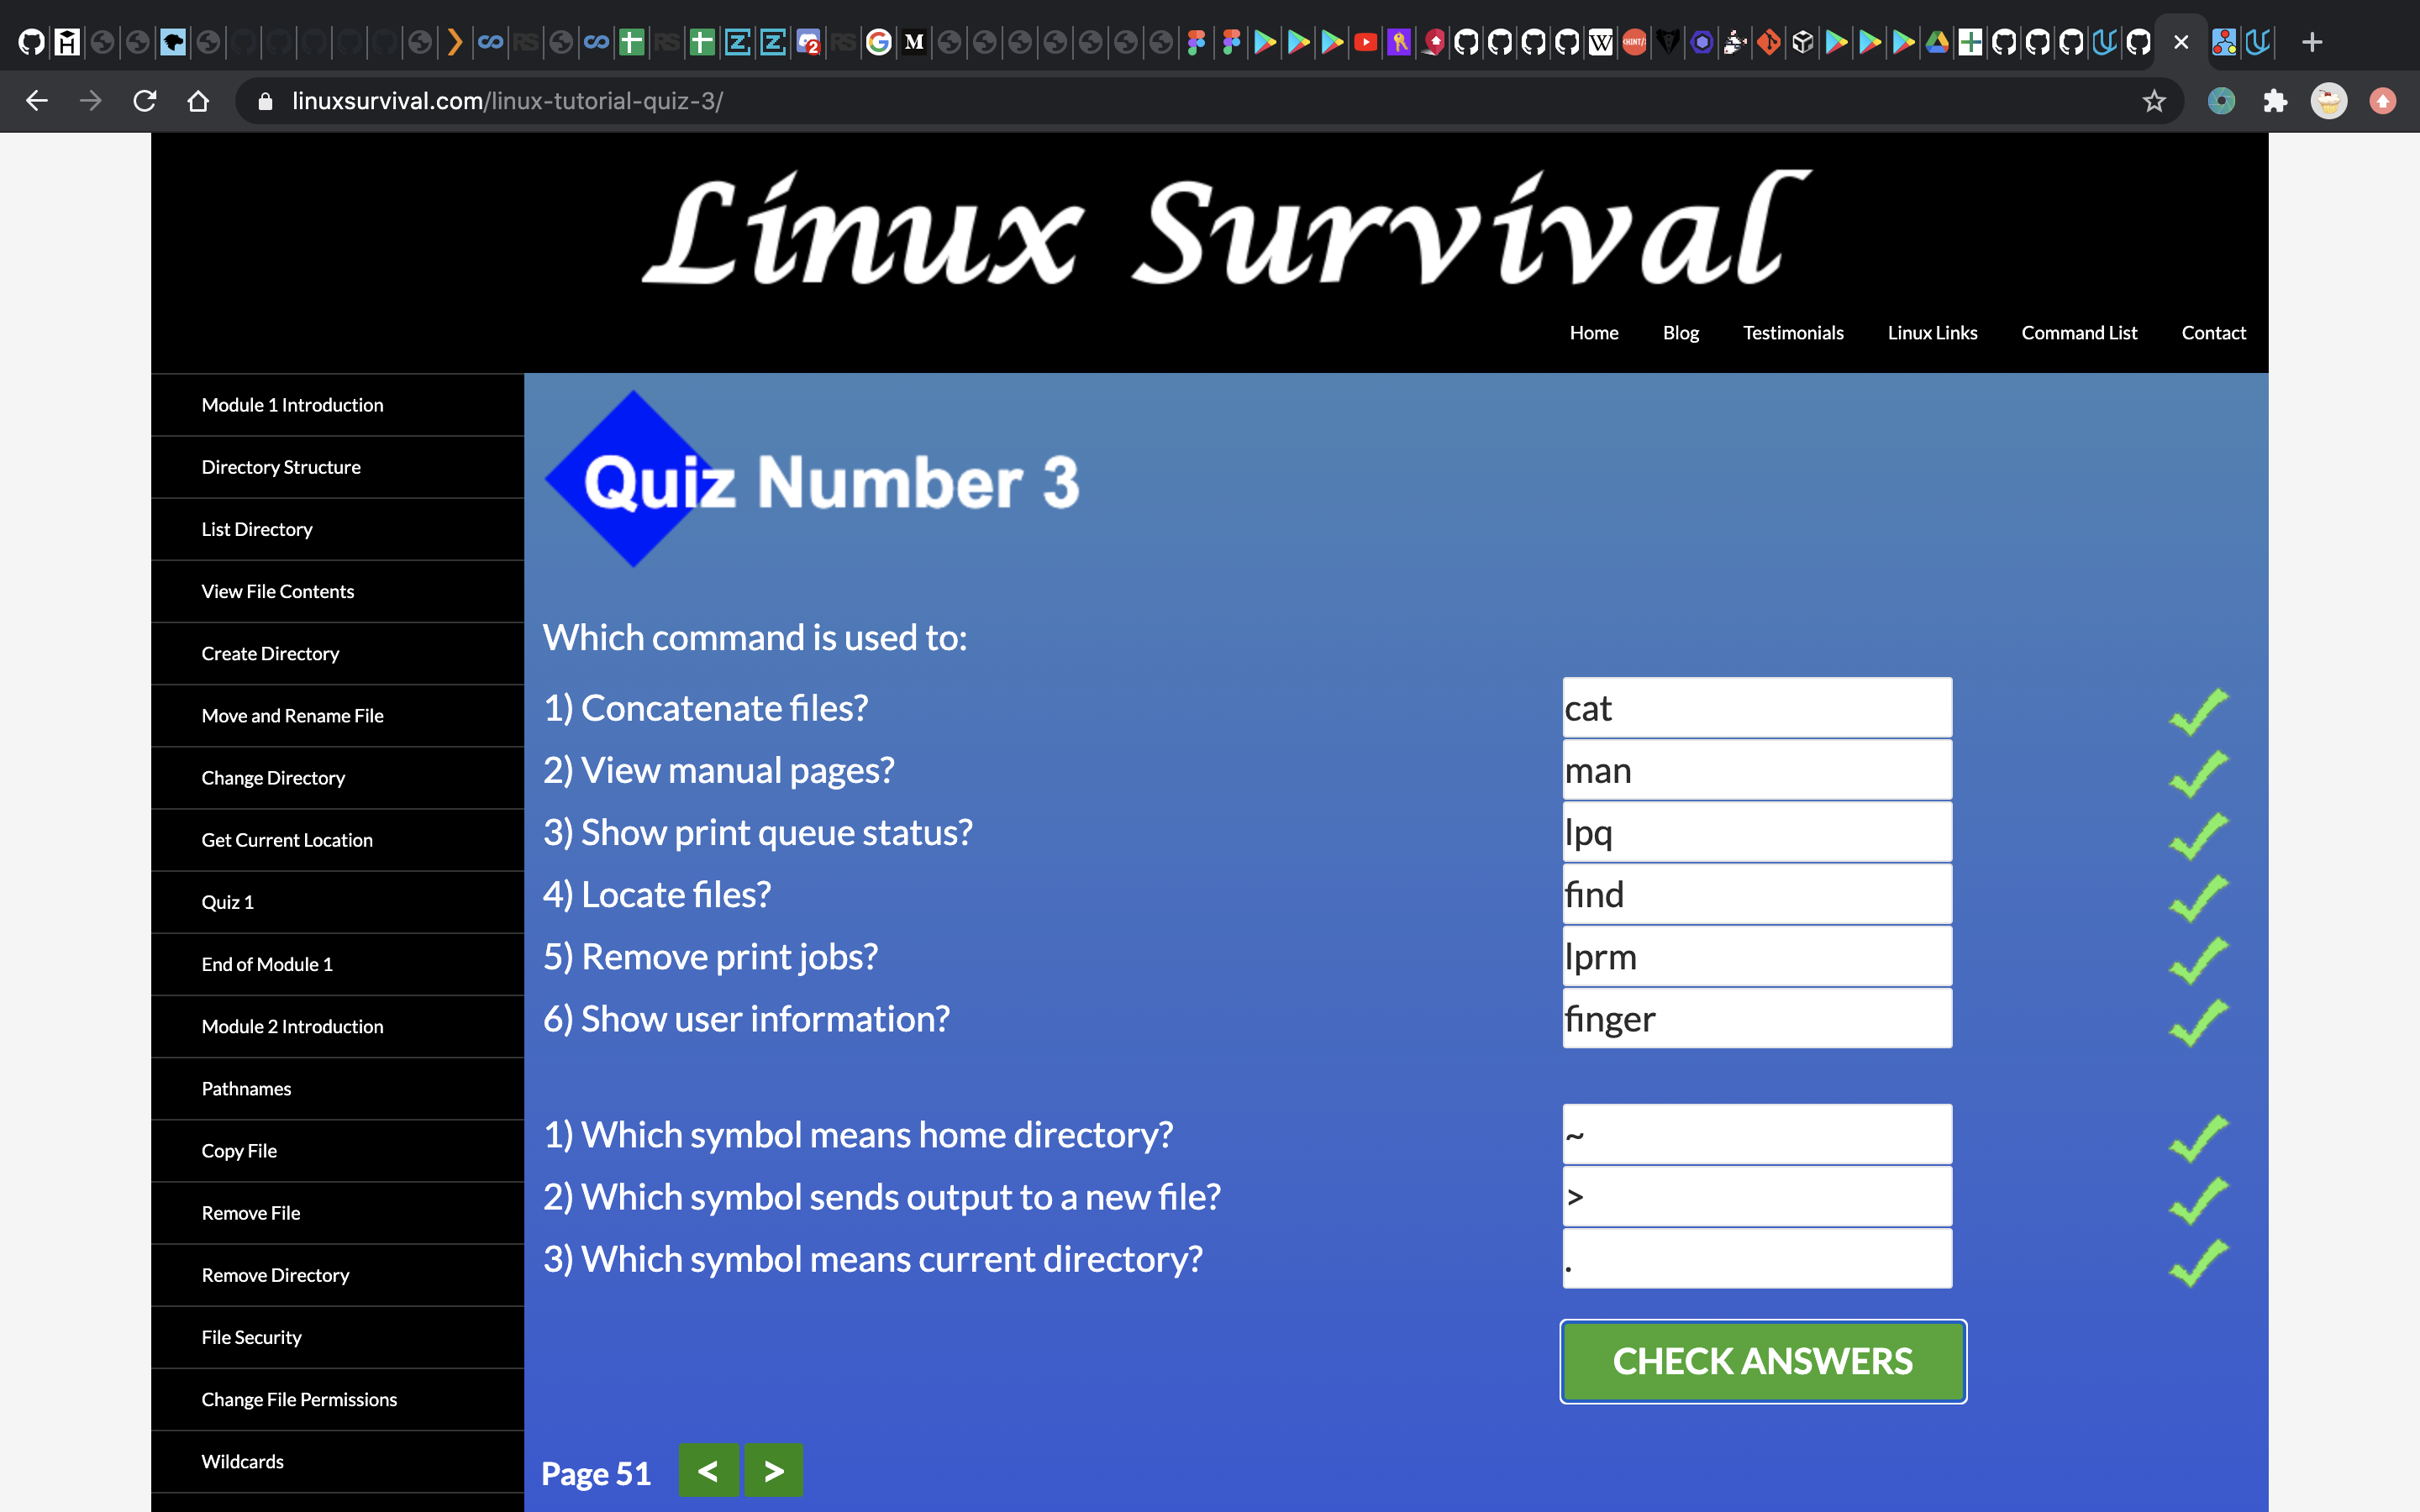 2
M
W
linuxsurvival.com/linux-tutorial-quiz-3/
Linux Survival
Home Blog Testimonials Linux Links Command List Contact
Module 1 Introduction
Directory Structure
List Directory
View File Contents
Create Directory
Move and Rename File
Change Directory
Get Current Location
Quiz 1
End of Module 1
Module 2 Introduction
Pathnames
Copy File
Remove File
Remove Directory
File Security
Change File Permissions
Wildcards
Quiz Number 3
Which command is used to:
1) Concatenate files? cat
2) View manual pages? man
3) Show print queue status? lpq
4) Locate files? find
5) Remove print jobs? lprm
6) Show user information? finger
1) Which symbol means home directory? ~
2) Which symbol sends output to a new file? >
3) Which symbol means current directory? .
CHECK ANSWERS
Page 51 < >